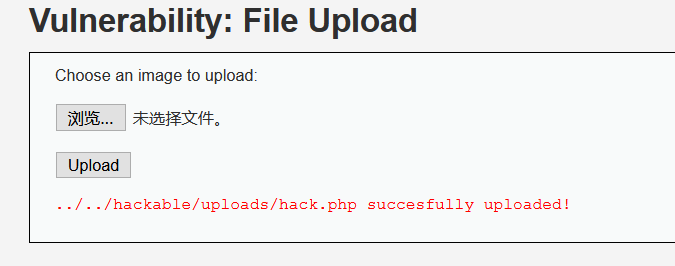 Vulnerability: File Upload
Choose an image to upload:
浏览... 未选择文件。
Upload
../../hackable/uploads/hack.php succesfully uploaded!